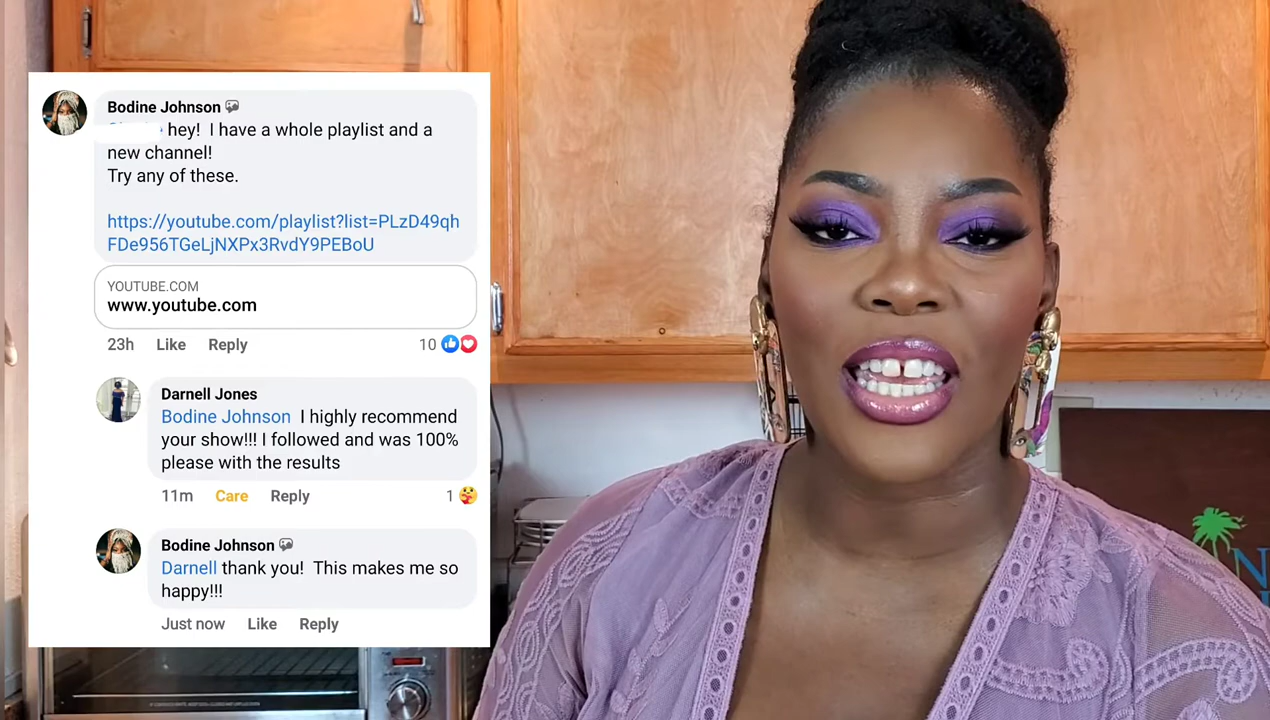 Bodine Johnson
hey! I have a whole playlist and a
new channel!
Try any of these.
https://youtube.com/playlist?list=PLzD49qh
FDe956TGeLjNXPx3RvdY9PEBoU
YOUTUBE.COM
www.youtube.com
23h Like Reply 10
Darnell Jones
Bodine Johnson I highly recommend
your show!!! I followed and was 100%
please with the results
11m Care Reply 1
Bodine Johnson
Darnell thank you! This makes me so
happy!!!
Just now Like Reply